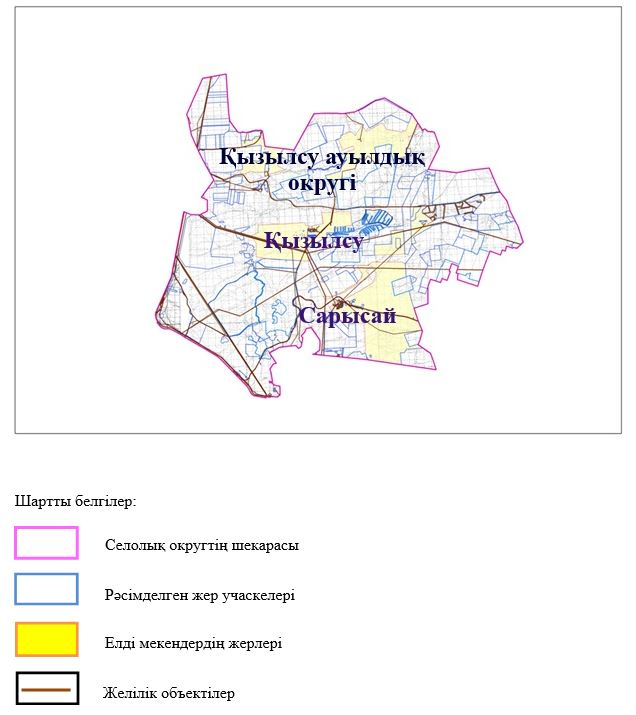 Қызылсу ауылдық
округі
Қызылсу
Сарысай
Шартты белгілер:
Селолық округтің шекарасы
Рәсімделген жер учаскелері
Елді мекендердің жерлері
Желілік объектілер